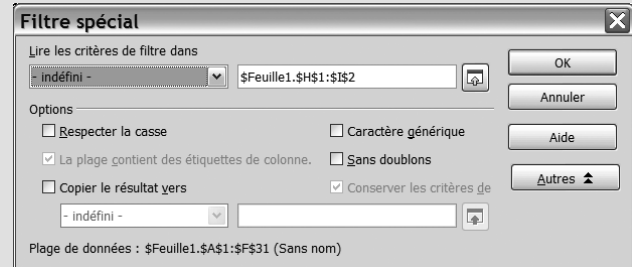 Filtre spécial
Lire les critères de filtre dans
- indéfini - $Feuille1.$H$1:$I$2
OK
Annuler
Options
Respecter la casse Caractère générique
Aide
La plage contient des étiquettes de colonne. Sans doublons
Copier le résultat vers Conserver les critères de
Autres
- indéfini -
Plage de données : $Feuille1.$A$1:$F$31 (Sans nom)